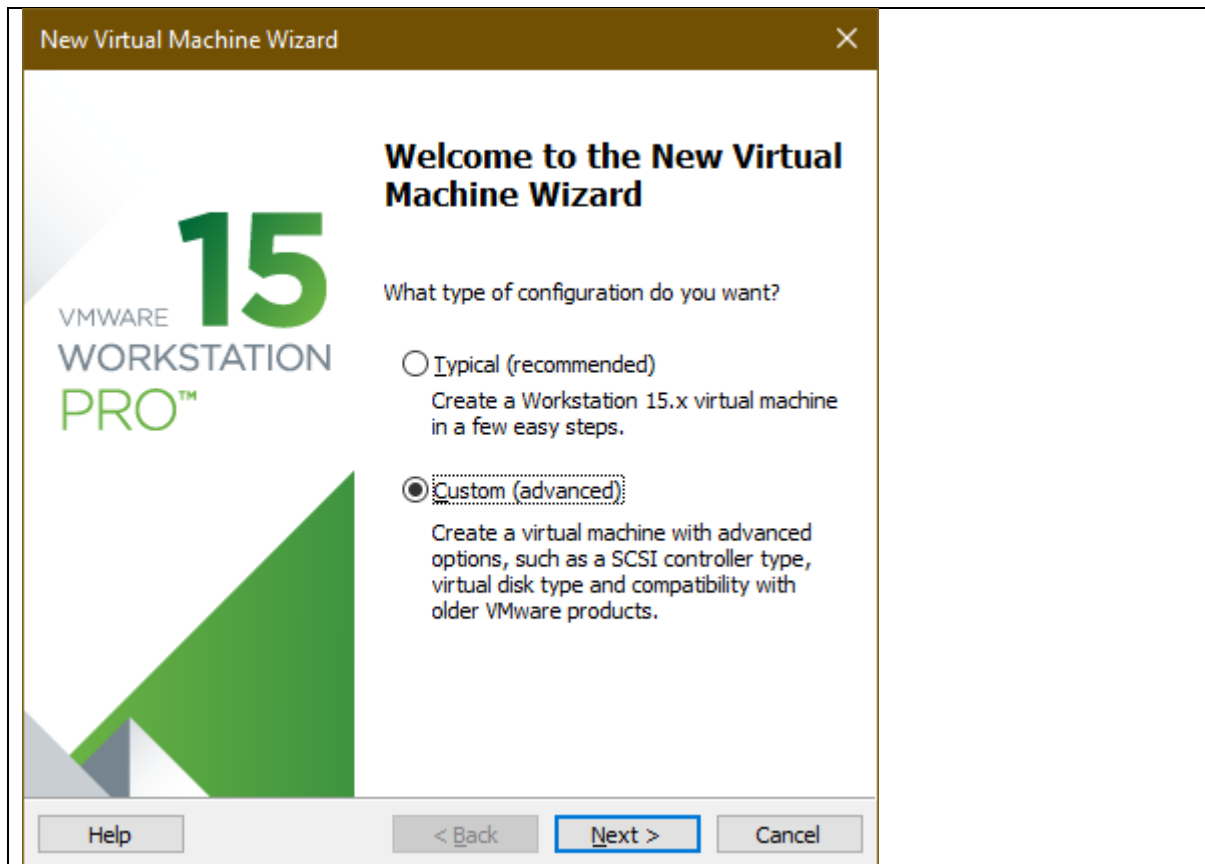 New Virtual Machine Wizard
Welcome to the New Virtual
Machine Wizard
15
VMWARE
WORKSTATION
PRO™
What type of configuration do you want?
Typical (recommended)
Create a Workstation 15.x virtual machine
in a few easy steps.
Custom (advanced)
Create a virtual machine with advanced
options, such as a SCSI controller type,
virtual disk type and compatibility with
older VMware products.
Help
< Back
Next >
Cancel